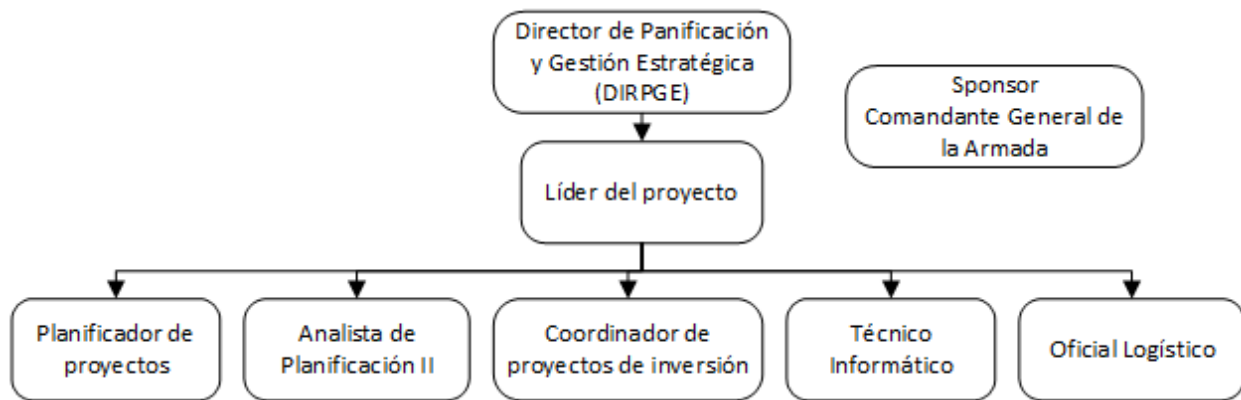 Director de Panificación
y Gestión Estratégica
(DIRPGE)
Sponsor
Comandante General de
la Armada
Líder del proyecto
Planificador de
proyectos
Analista de
Planificación II
Coordinador de
proyectos de inversión
Técnico
Informático
Oficial Logístico